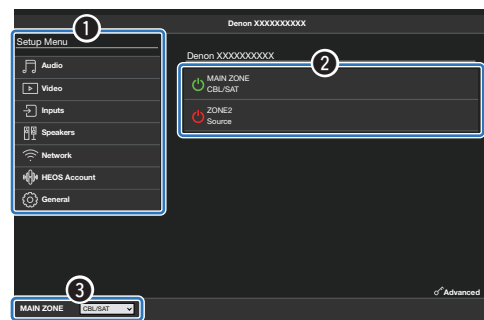 Denon XXXXXXXXXX
1
Setup Menu
Audio
Video
Inputs
Speakers
Network
HEOS Account
General
Denon XXXXXXXXXX
2
MAIN ZONE
CBL/SAT
ZONE2
Source
3
Advanced
MAIN ZONE CBL/SAT